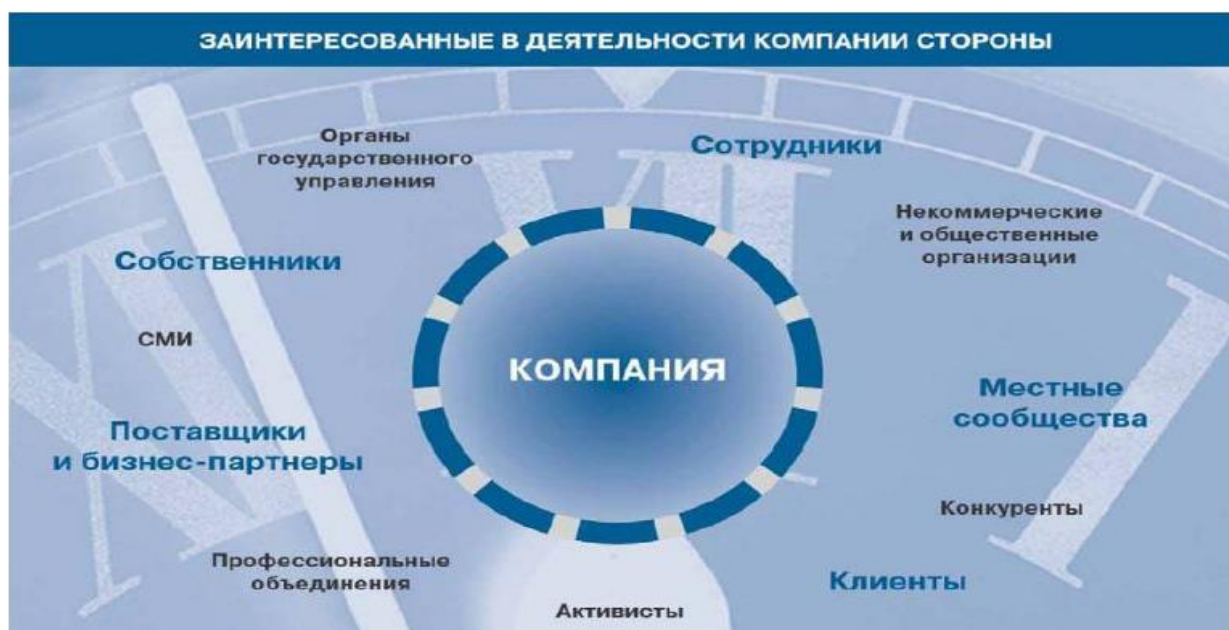 ЗАИНТЕРЕСОВАННЫЕ В ДЕЯТЕЛЬНОСТИ КОМПАНИИ СТОРОНЫ
Органы
государственного
управления
Сотрудники
Некоммерческие
и общественные
организации
Собственники
СМИ
КОМПАНИЯ
Местные
сообщества
Поставщики
и бизнес-партнеры
Конкуренты
Профессиональные
объединения
Клиенты
Активисты